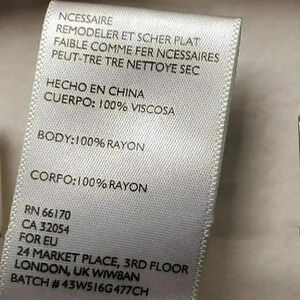 NCESSAIRE
REMODELER ET SCHER PLAT
FAIBLE COMME FER NCESSAIRES
PEUT-TRE TRE NETTOYE SEC
HECHO EN CHINA
CUERPO: 100% VISCOSA
BODY:100% RAYON
CORPO:100% RAYON
RN 66170
CA 32054
FOR EU
24 MARKET PLACE, 3RD FLOOR
LONDON, UK WIW8AN
BATCH # 43W516G477CH